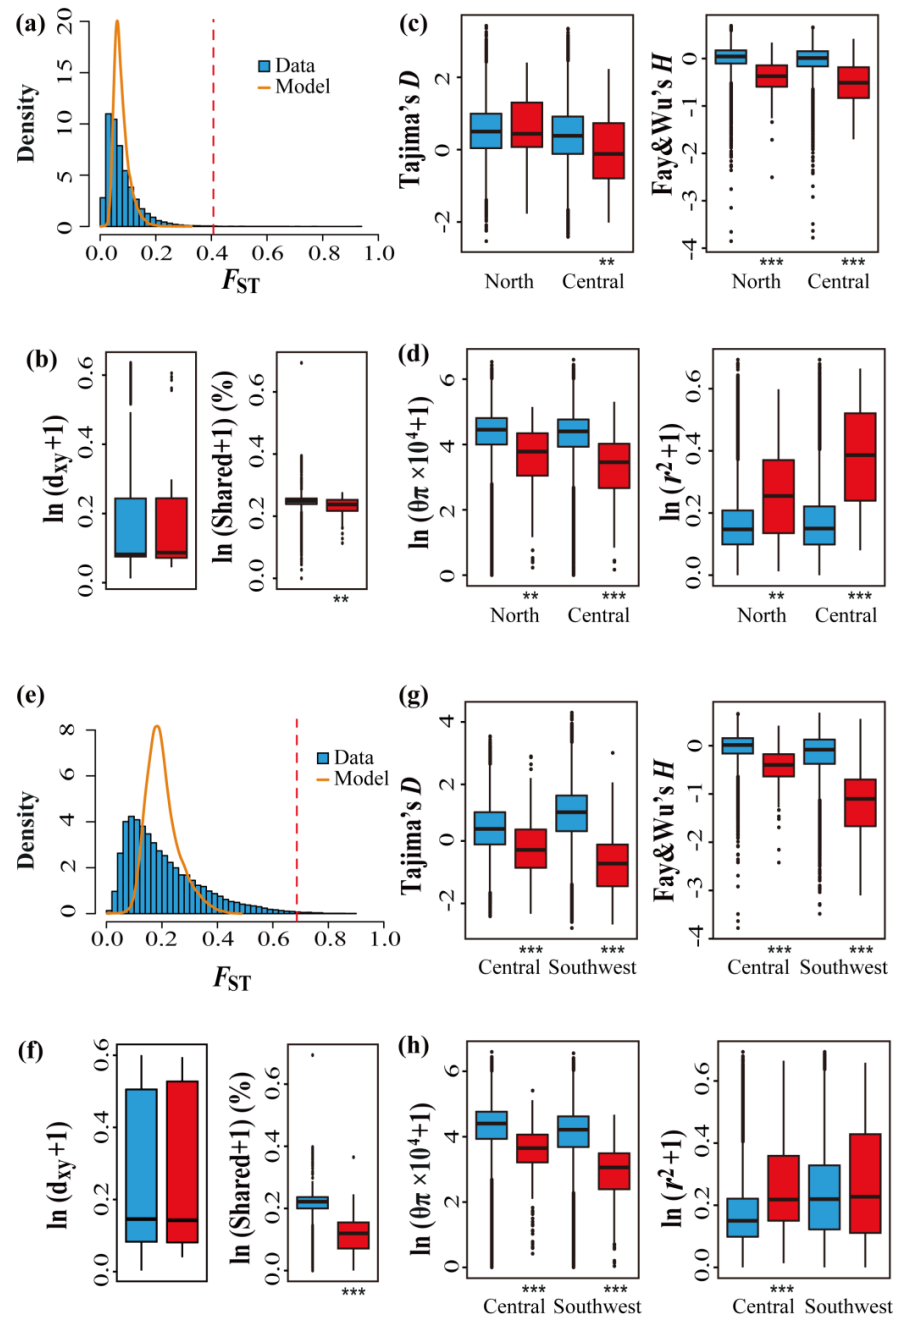 (a)
Density
0 5 10 15 20
Data
Model
0.0 0.2 0.4 0.6 0.8 1.0
FST
(c)
Tajima's D
-2 0 2
North Central
**
Fay&Wu's H
-4 -3 -2 -1 0
*** ***
North Central
(b)
ln (dxy+1)
0.0 0.2 0.4 0.6
ln (Shared+1) (%)
0.0 0.2 0.4 0.6
**
(d)
ln (θπ ×10⁴+1)
0 2 4 6
** ***
North Central
ln (r²+1)
0.0 0.2 0.4 0.6
** ***
North Central
(e)
Density
0 2 4 6 8
Data
Model
0.0 0.2 0.4 0.6 0.8 1.0
FST
(g)
Tajima's D
-2 0 2 4
*** ***
Central Southwest
Fay&Wu's H
-4 -3 -2 -1 0
*** ***
Central Southwest
(f)
ln (dxy+1)
0.0 0.2 0.4 0.6
ln (Shared+1) (%)
0.0 0.2 0.4 0.6
***
(h)
ln (θπ ×10⁴+1)
0 2 4 6
*** ***
Central Southwest
ln (r²+1)
0.0 0.2 0.4 0.6
***
Central Southwest